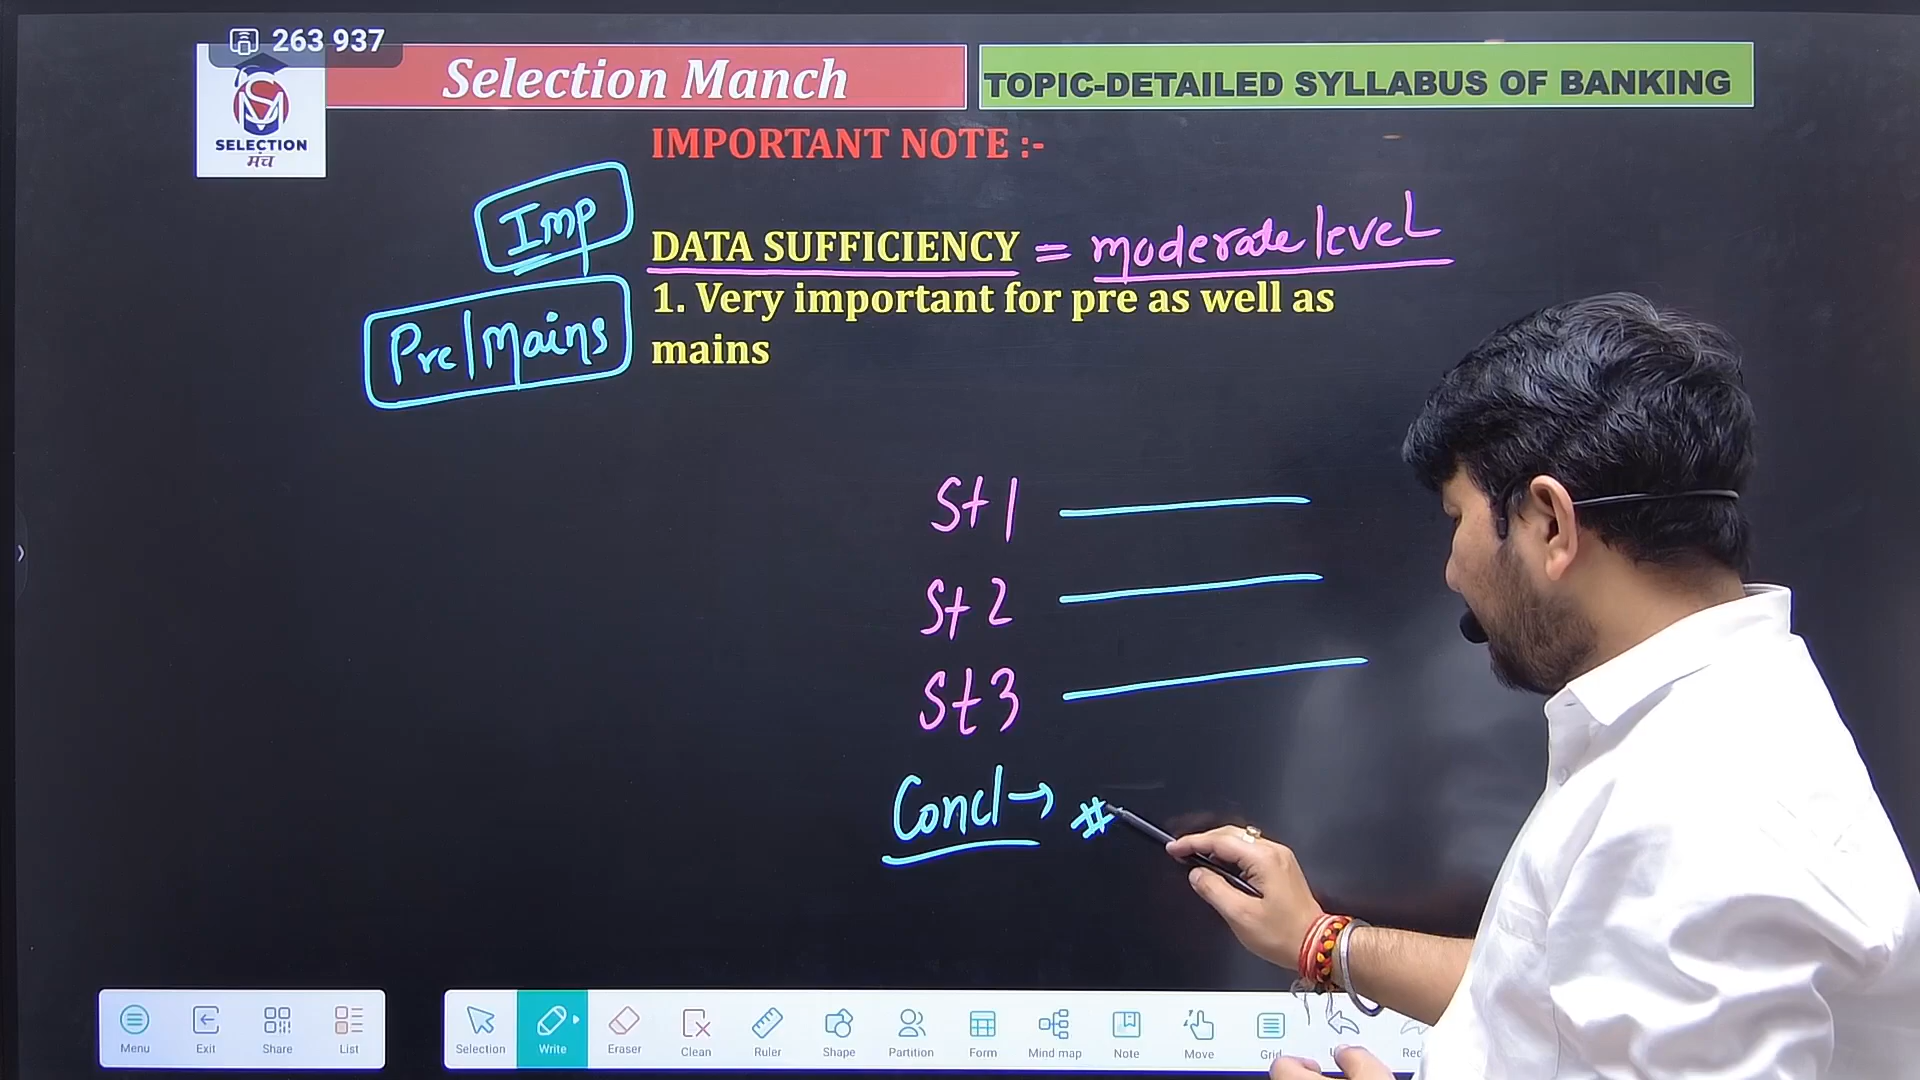 263 937
Selection Manch
TOPIC-DETAILED SYLLABUS OF BANKING
SELECTION
मंच
IMPORTANT NOTE :-
Imp
DATA SUFFICIENCY = moderate level
Pre/Mains
1. Very important for pre as well as
mains
St 1
St 2
St 3
Concl → #
Menu Exit Share List Selection Write Eraser Clean Ruler Shape Partition Form Mind map Note Move Grid